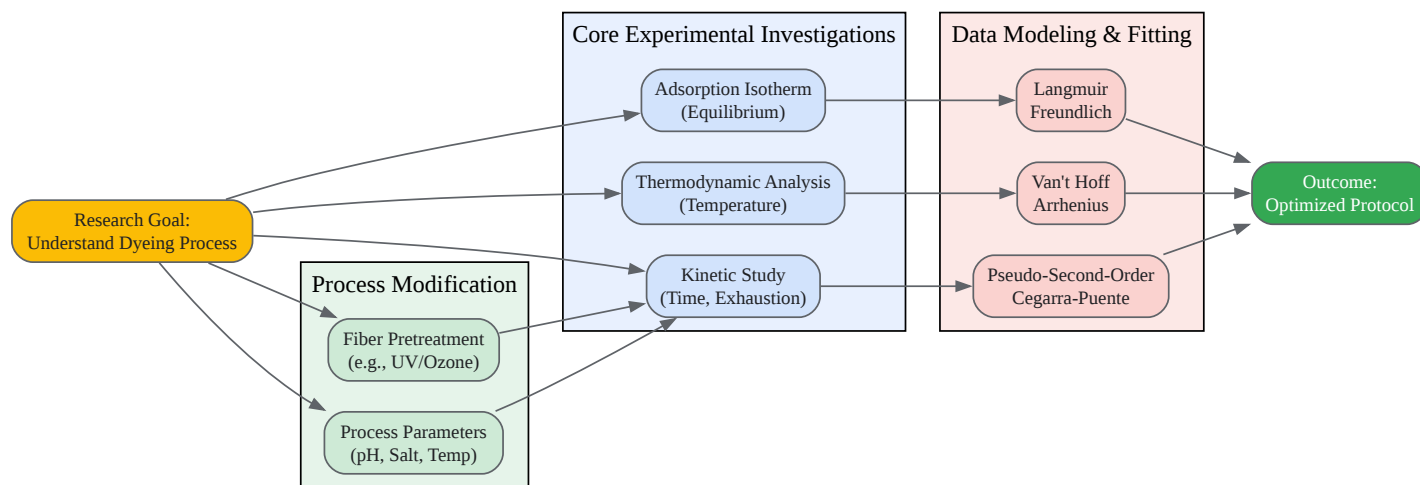 Research Goal:
Understand Dyeing Process
Process Modification
Fiber Pretreatment
(e.g., UV/Ozone)
Process Parameters
(pH, Salt, Temp)
Core Experimental Investigations
Adsorption Isotherm
(Equilibrium)
Thermodynamic Analysis
(Temperature)
Kinetic Study
(Time, Exhaustion)
Data Modeling & Fitting
Langmuir
Freundlich
Van't Hoff
Arrhenius
Pseudo-Second-Order
Cegarra-Puente
Outcome:
Optimized Protocol